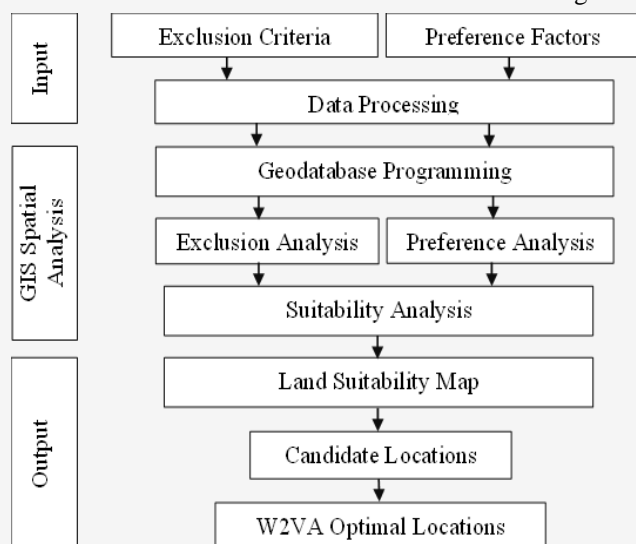 Input
Exclusion Criteria
Preference Factors
Data Processing
GIS Spatial
Analysis
Geodatabase Programming
Exclusion Analysis
Preference Analysis
Suitability Analysis
Output
Land Suitability Map
Candidate Locations
W2VA Optimal Locations